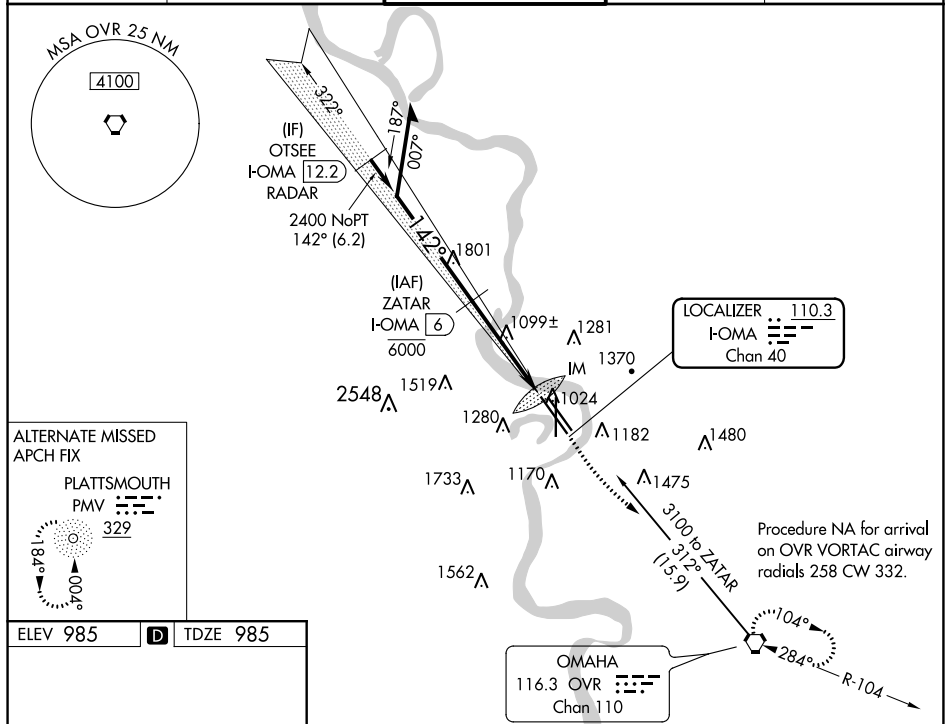 MSA OVR 25 NM
4100
322°
187°
007°
(IF)
OTSEE
I-OMA 12.2
RADAR
2400 NoPT
142° (6.2)
142°
1801
(IAF)
ZATAR
I-OMA 6
6000
1099±
1281
LOCALIZER 110.3
I-OMA
Chan 40
IM
1370
1519
2548
1024
1280
1182
1480
ALTERNATE MISSED
APCH FIX
PLATTSMOUTH
PMV
329
184°
004°
1733
1170
1475
3100 to ZATAR
312°
(15.9)
Procedure NA for arrival
on OVR VORTAC airway
radials 258 CW 332.
1562
104°
284°
R-104
ELEV 985 D TDZE 985
OMAHA
116.3 OVR
Chan 110